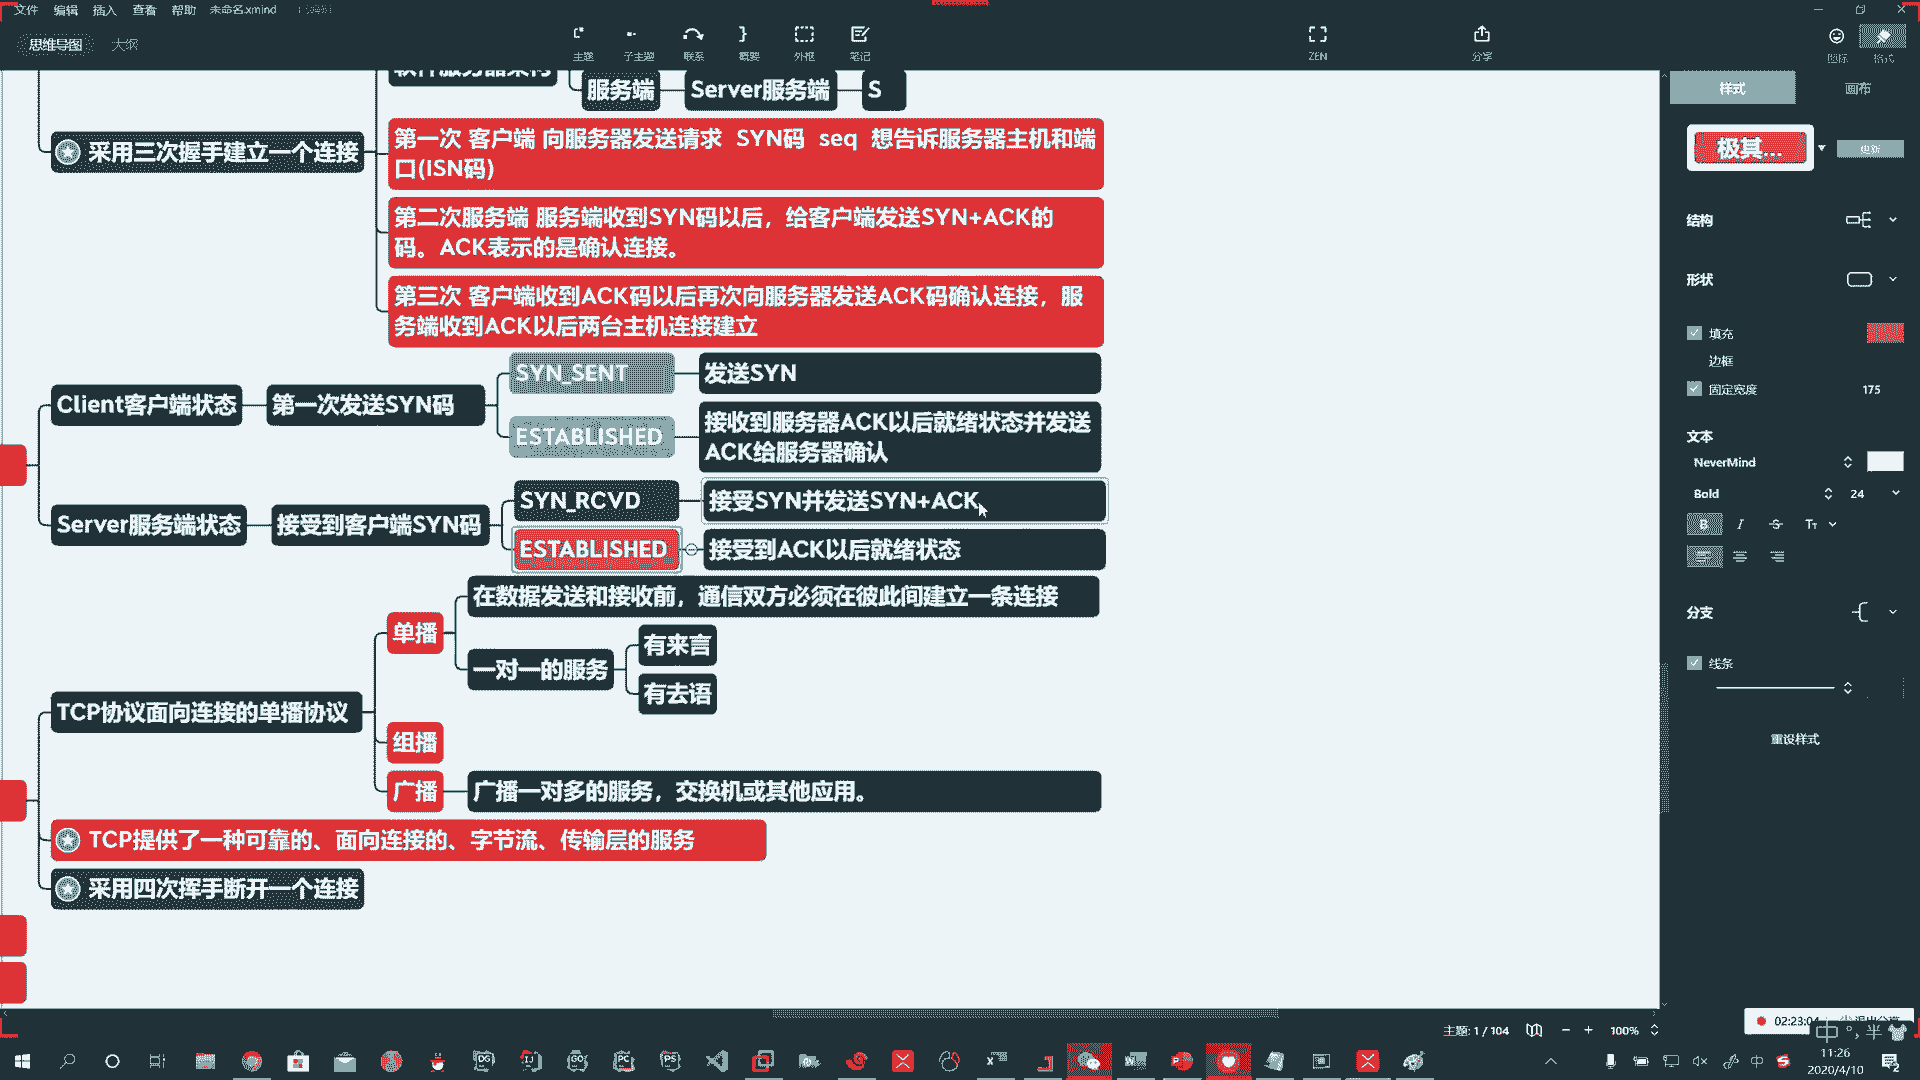 文件 编辑 插入 查看 帮助 未命名.xmind
思维导图 大纲
主题 子主题 联系 概要 外框 笔记 ZEN 分享 图标 格式
软件服务器架构
服务端 Server服务端 S
采用三次握手建立一个连接
第一次 客户端 向服务器发送请求 SYN码 seq 想告诉服务器主机和端
口(ISN码)
第二次服务端 服务端收到SYN码以后，给客户端发送SYN+ACK的
码。ACK表示的是确认连接。
第三次 客户端收到ACK码以后再次向服务器发送ACK码确认连接，服
务端收到ACK以后两台主机连接建立
Client客户端状态 第一次发送SYN码
SYN_SENT 发送SYN
ESTABLISHED 接收到服务器ACK以后就绪状态并发送
ACK给服务器确认
Server服务端状态 接受到客户端SYN码
SYN_RCVD 接受SYN并发送SYN+ACK
ESTABLISHED 接受到ACK以后就绪状态
TCP协议面向连接的单播协议
单播
在数据发送和接收前，通信双方必须在彼此间建立一条连接
一对一的服务
有来言
有去语
组播
广播 广播一对多的服务，交换机或其他应用。
TCP提供了一种可靠的、面向连接的、字节流、传输层的服务
采用四次挥手断开一个连接
样式 画布
极其... 更新
结构
形状
填充
边框
固定宽度 175
文本
NeverMind
Bold 24
B I S Tт
分支
线条
重设样式
主题: 1 / 104 100%
02:23:04
中 半
DG IJ GO PC PS
中
11:26
2020/4/10